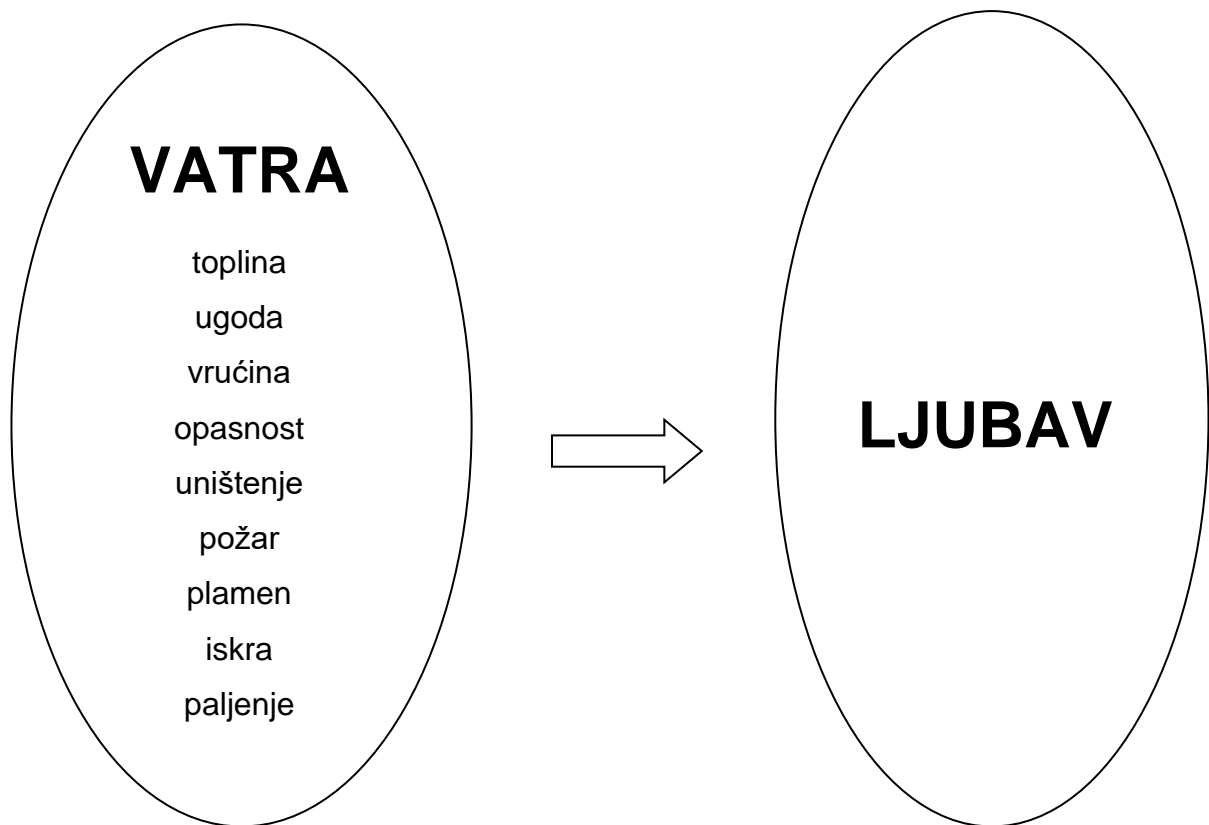 VATRA
toplina
ugoda
vrućina
opasnost
uništenje
požar
plamen
iskra
paljenje
LJUBAV